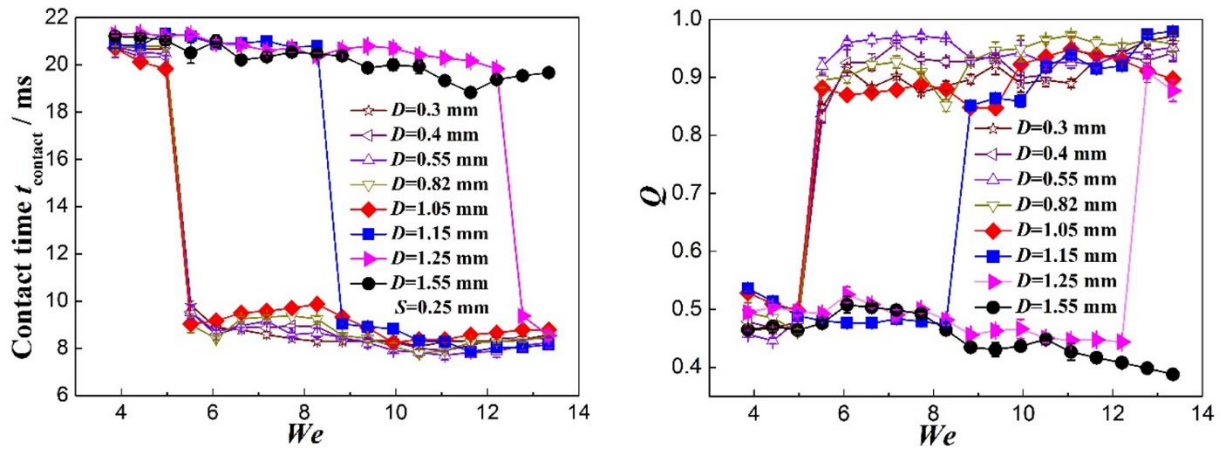 22
20
18
16
14
12
10
8
6
Contact time t_contact / ms
D=0.3 mm
D=0.4 mm
D=0.55 mm
D=0.82 mm
D=1.05 mm
D=1.15 mm
D=1.25 mm
D=1.55 mm
S=0.25 mm
4 6 8 10 12 14
We
1.0
0.9
0.8
0.7
0.6
0.5
0.4
Q
D=0.3 mm
D=0.4 mm
D=0.55 mm
D=0.82 mm
D=1.05 mm
D=1.15 mm
D=1.25 mm
D=1.55 mm
4 6 8 10 12 14
We